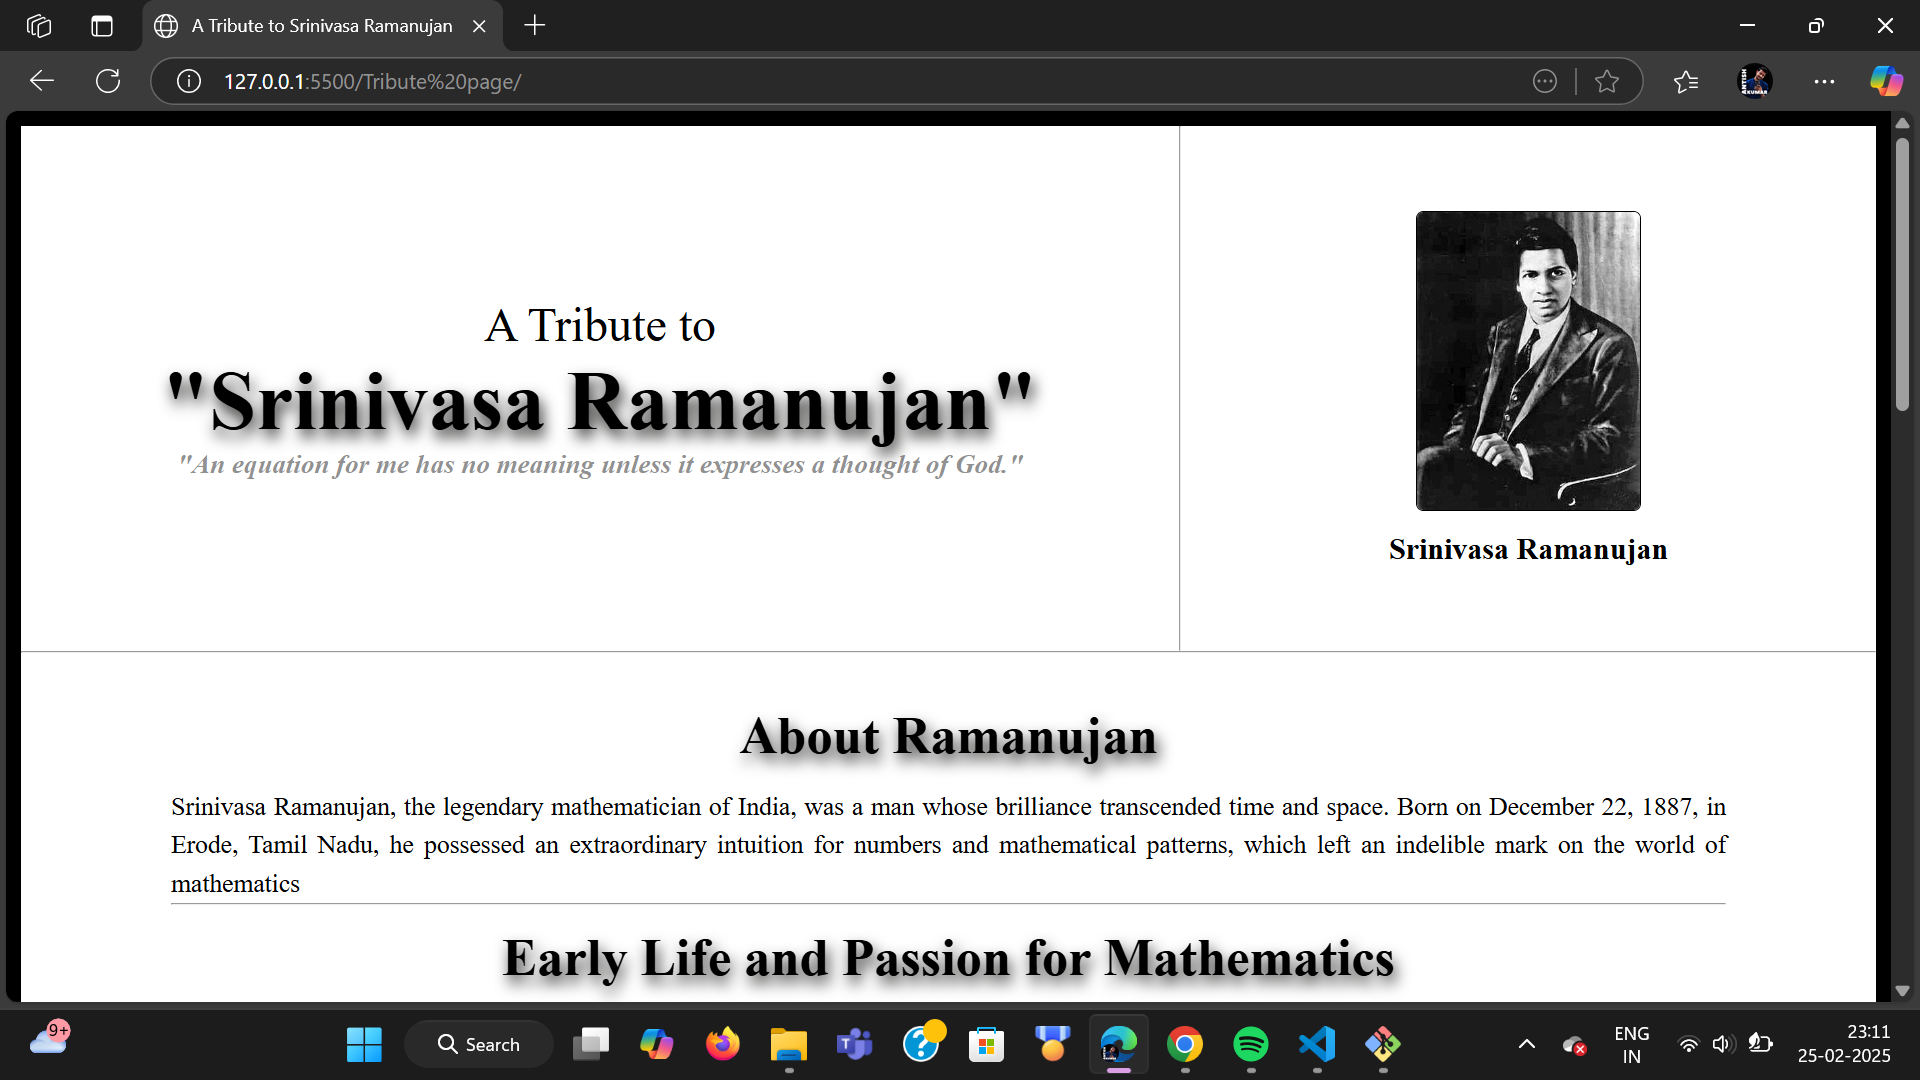 A Tribute to Srinivasa Ramanujan
127.0.0.1:5500/Tribute%20page/
A Tribute to
"Srinivasa Ramanujan"
"An equation for me has no meaning unless it expresses a thought of God."
Srinivasa Ramanujan
About Ramanujan
Srinivasa Ramanujan, the legendary mathematician of India, was a man whose brilliance transcended time and space. Born on December 22, 1887, in
Erode, Tamil Nadu, he possessed an extraordinary intuition for numbers and mathematical patterns, which left an indelible mark on the world of
mathematics
Early Life and Passion for Mathematics
9+
Search
ENG
IN
23:11
25-02-2025